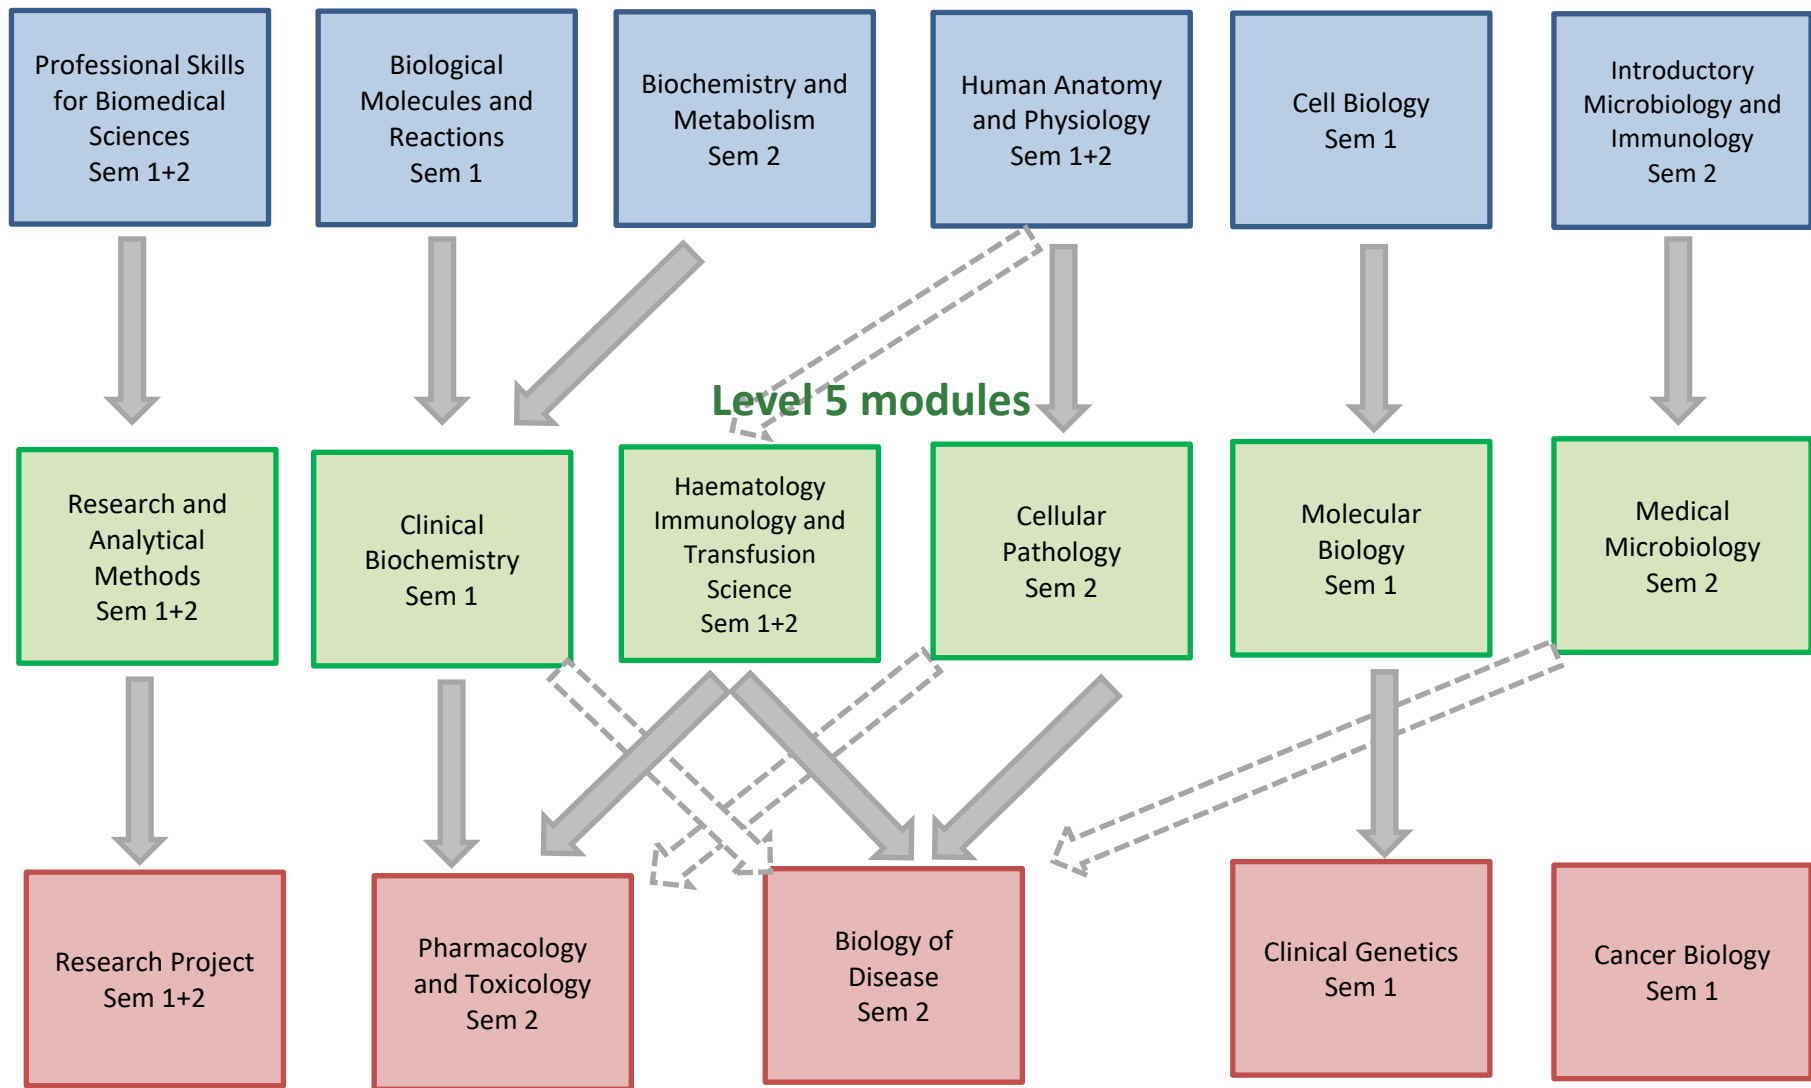 Professional Skills
for Biomedical
Sciences
Sem 1+2
Biological
Molecules and
Reactions
Sem 1
Biochemistry and
Metabolism
Sem 2
Human Anatomy
and Physiology
Sem 1+2
Cell Biology
Sem 1
Introductory
Microbiology and
Immunology
Sem 2
Level 5 modules
Research and
Analytical
Methods
Sem 1+2
Clinical
Biochemistry
Sem 1
Haematology
Immunology and
Transfusion
Science
Sem 1+2
Cellular
Pathology
Sem 2
Molecular
Biology
Sem 1
Medical
Microbiology
Sem 2
Research Project
Sem 1+2
Pharmacology
and Toxicology
Sem 2
Biology of
Disease
Sem 2
Clinical Genetics
Sem 1
Cancer Biology
Sem 1